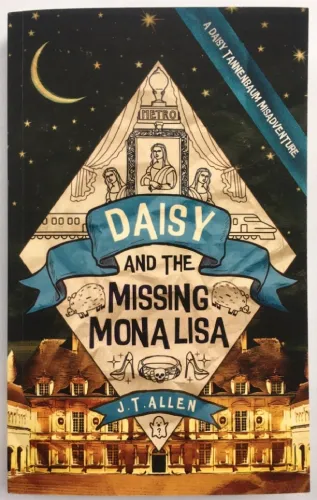 A DAISY TANNENBAUM MISADVENTURE
METRO
DAISY
AND THE
MISSING
MONA LISA
J.T. ALLEN